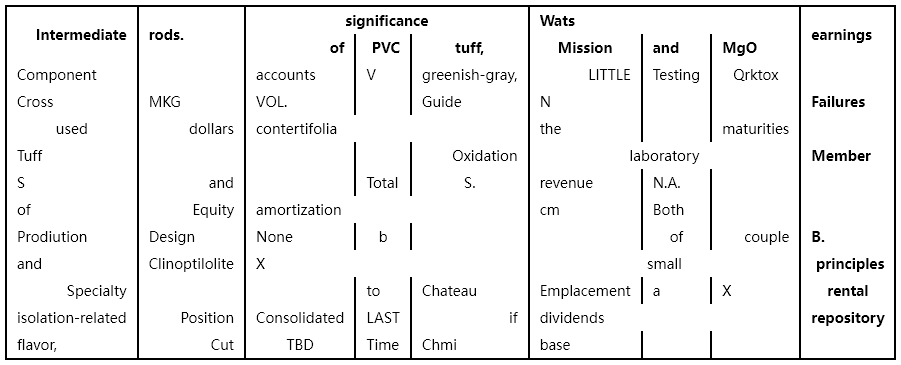 significance Wats
Intermediate rods. earnings
of PVC tuff, Mission and MgO
Component accounts V greenish-gray, LITTLE Testing Qrktox
Cross MKG VOL. Guide N Failures
used dollars contertifolia the maturities
Tuff Oxidation laboratory Member
S and Total S. revenue N.A.
of Equity amortization cm Both
Prodiution Design None b of couple B.
and Clinoptilolite X small principles
Specialty to Chateau Emplacement a X rental
isolation-related Position Consolidated LAST if dividends repository
flavor, Cut TBD Time Chmi base